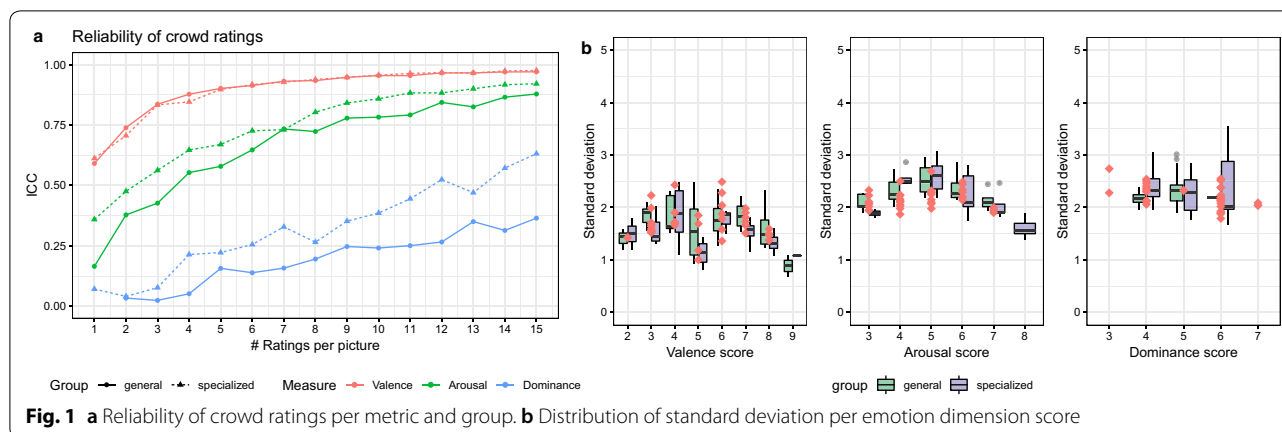 a Reliability of crowd ratings
ICC
1.00
0.75
0.50
0.25
0.00
1 2 3 4 5 6 7 8 9 10 11 12 13 14 15
# Ratings per picture
Group general specialized Measure Valence Arousal Dominance
b
Standard deviation
5
4
3
2
1
0
2 3 4 5 6 7 8 9
Valence score
Standard deviation
5
4
3
2
1
0
3 4 5 6 7 8
Arousal score
Standard deviation
5
4
3
2
1
0
3 4 5 6 7
Dominance score
group general specialized
Fig. 1 a Reliability of crowd ratings per metric and group. b Distribution of standard deviation per emotion dimension score